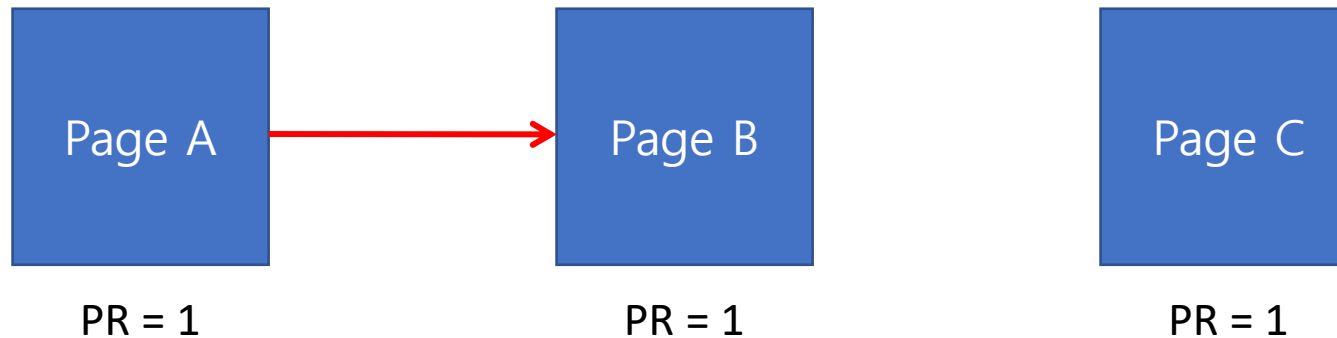 Page A
Page B
Page C
PR = 1
PR = 1
PR = 1